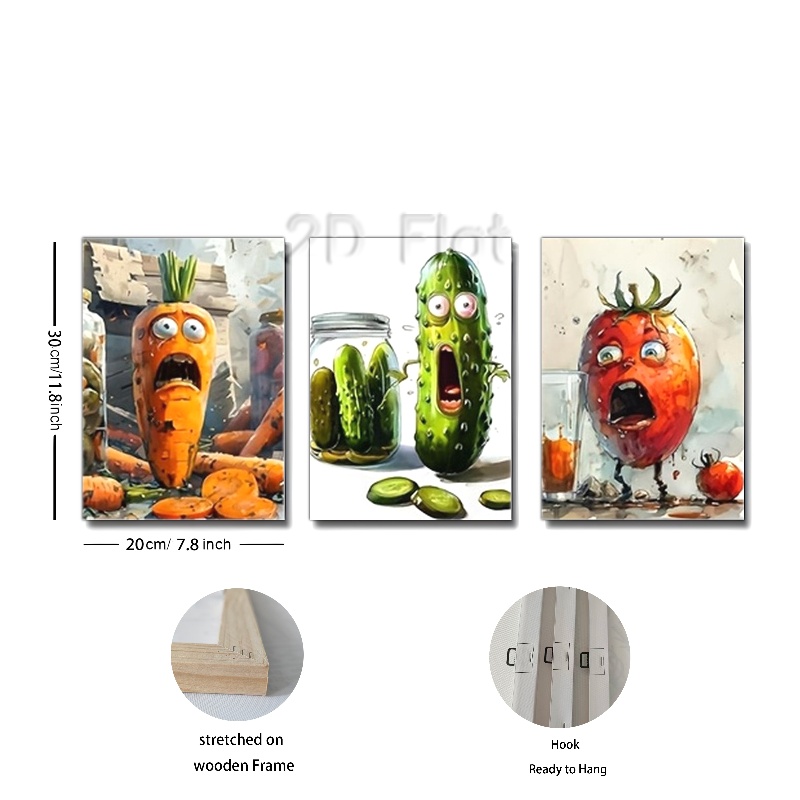 2D Flat
30cm/11.8inch
20cm/ 7.8 inch
stretched on
wooden Frame
Hook
Ready to Hang